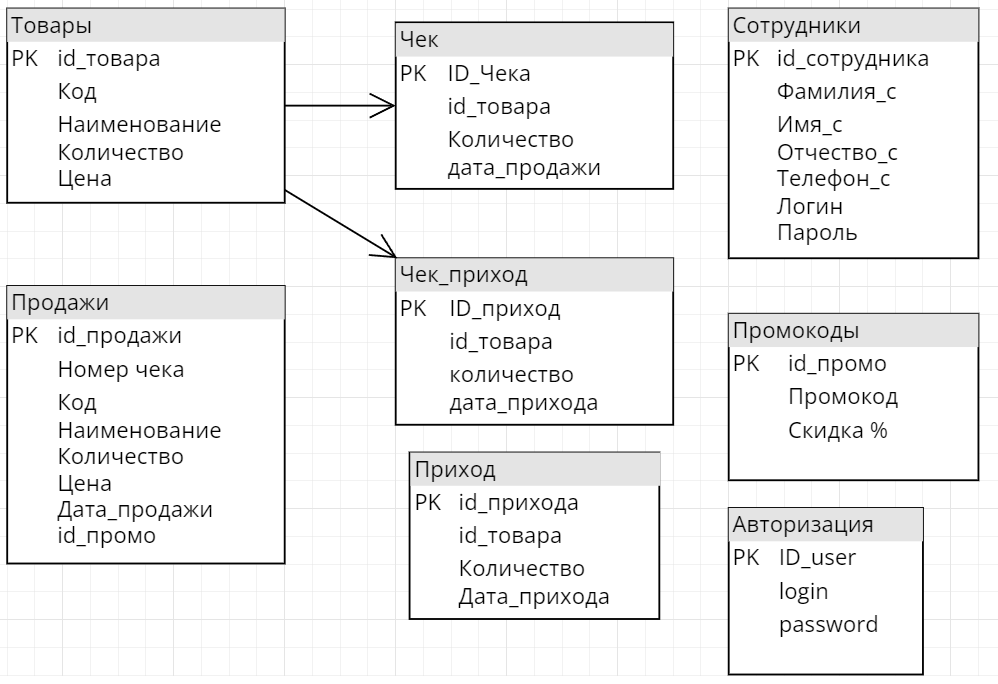 Товары
PK id_товара
Код
Наименование
Количество
Цена
Чек
PK ID_Чека
id_товара
Количество
дата_продажи
Сотрудники
PK id_сотрудника
Фамилия_с
Имя_с
Отчество_с
Телефон_с
Логин
Пароль
Продажи
PK id_продажи
Номер чека
Код
Наименование
Количество
Цена
Дата_продажи
id_промо
Чек_приход
PK ID_приход
id_товара
количество
дата_прихода
Приход
PK id_прихода
id_товара
Количество
Дата_прихода
Промокоды
PK id_промо
Промокод
Скидка %
Авторизация
PK ID_user
login
password